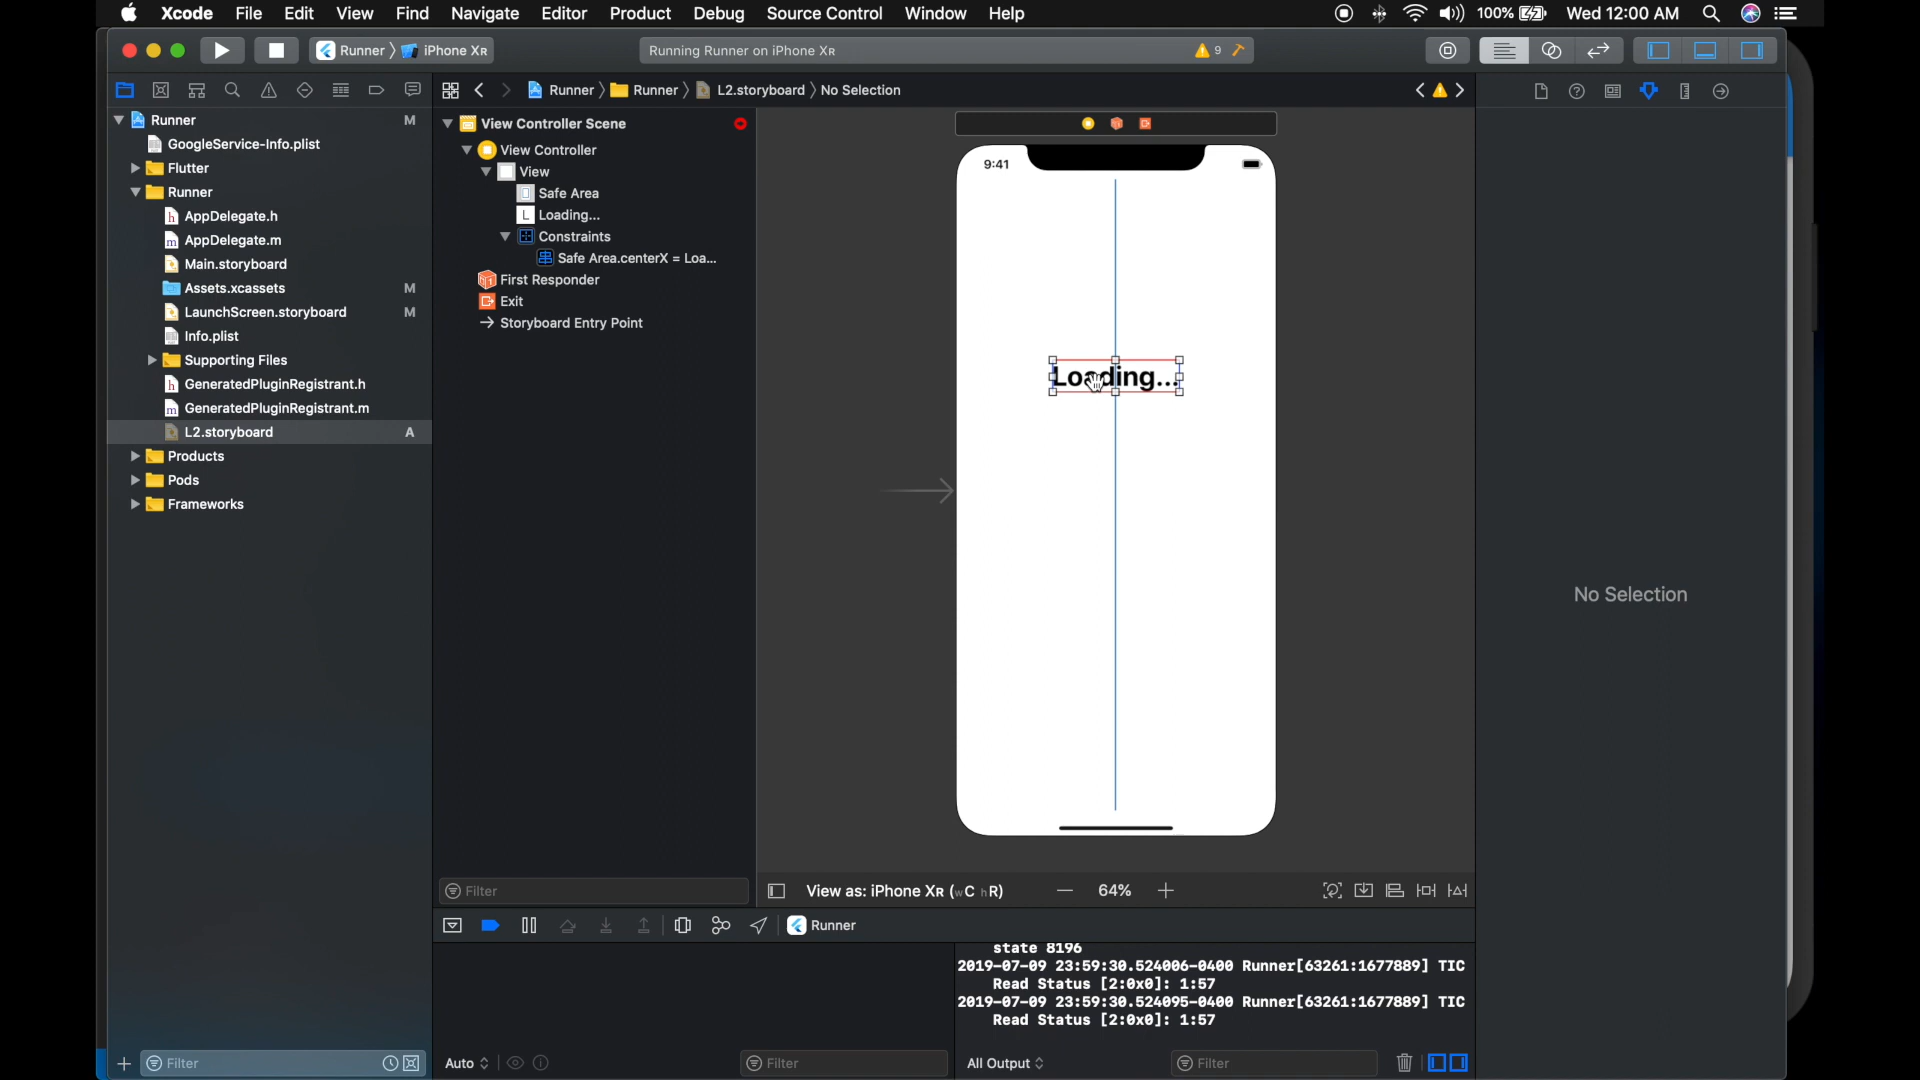 Xcode File Edit View Find Navigate Editor Product Debug Source Control Window Help 100% Wed 12:00 AM
Runner iPhone XR Running Runner on iPhone XR 9
Runner Runner L2.storyboard No Selection
Runner M
GoogleService-Info.plist
Flutter
Runner
AppDelegate.h
AppDelegate.m
Main.storyboard
Assets.xcassets M
LaunchScreen.storyboard M
Info.plist
Supporting Files
GeneratedPluginRegistrant.h
GeneratedPluginRegistrant.m
L2.storyboard A
Products
Pods
Frameworks
Filter
View Controller Scene
View Controller
View
Safe Area
L Loading...
Constraints
Safe Area.centerX = Loa...
First Responder
Exit
Storyboard Entry Point
Filter
9:41
Loading...
View as: iPhone XR (wC hR) 64%
No Selection
Runner
state 8196
2019-07-09 23:59:30.524006-0400 Runner[63261:1677889] TIC
Read Status [2:0x0]: 1:57
2019-07-09 23:59:30.524095-0400 Runner[63261:1677889] TIC
Read Status [2:0x0]: 1:57
Auto Filter All Output Filter